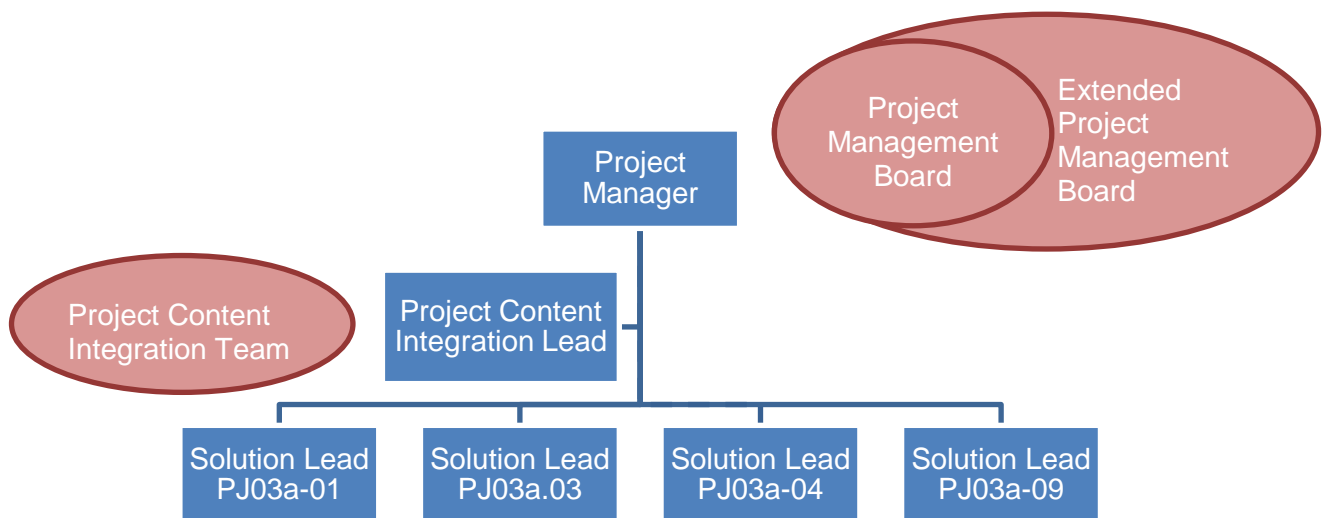 Project
Management
Board
Extended
Project
Management
Board
Project
Manager
Project Content
Integration Team
Project Content
Integration Lead
Solution Lead
PJ03a-01
Solution Lead
PJ03a.03
Solution Lead
PJ03a-04
Solution Lead
PJ03a-09